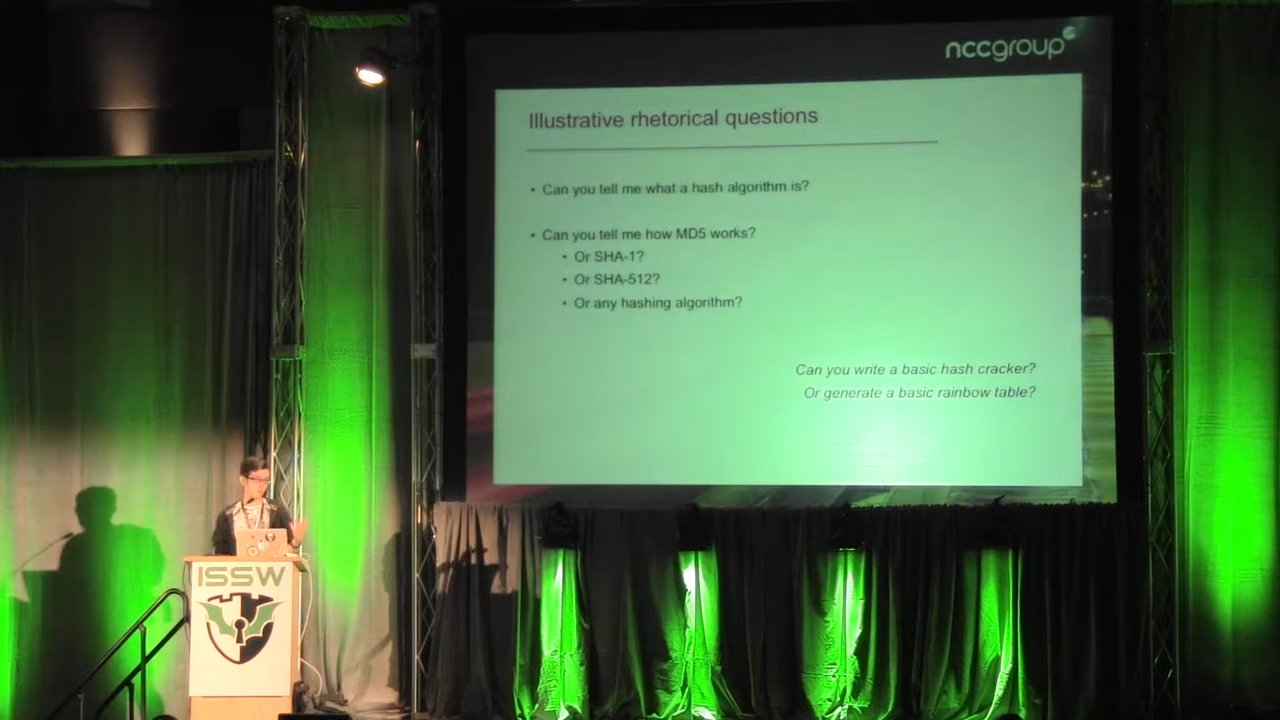 nccgroup
Illustrative rhetorical questions
• Can you tell me what a hash algorithm is?
• Can you tell me how MD5 works?
• Or SHA-1?
• Or SHA-512?
• Or any hashing algorithm?
Can you write a basic hash cracker?
Or generate a basic rainbow table?
ISSW